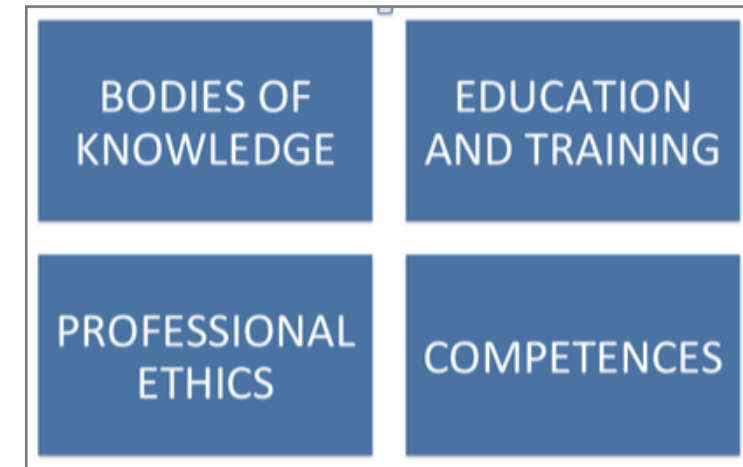 BODIES OF
KNOWLEDGE
EDUCATION
AND TRAINING
PROFESSIONAL
ETHICS
COMPETENCES